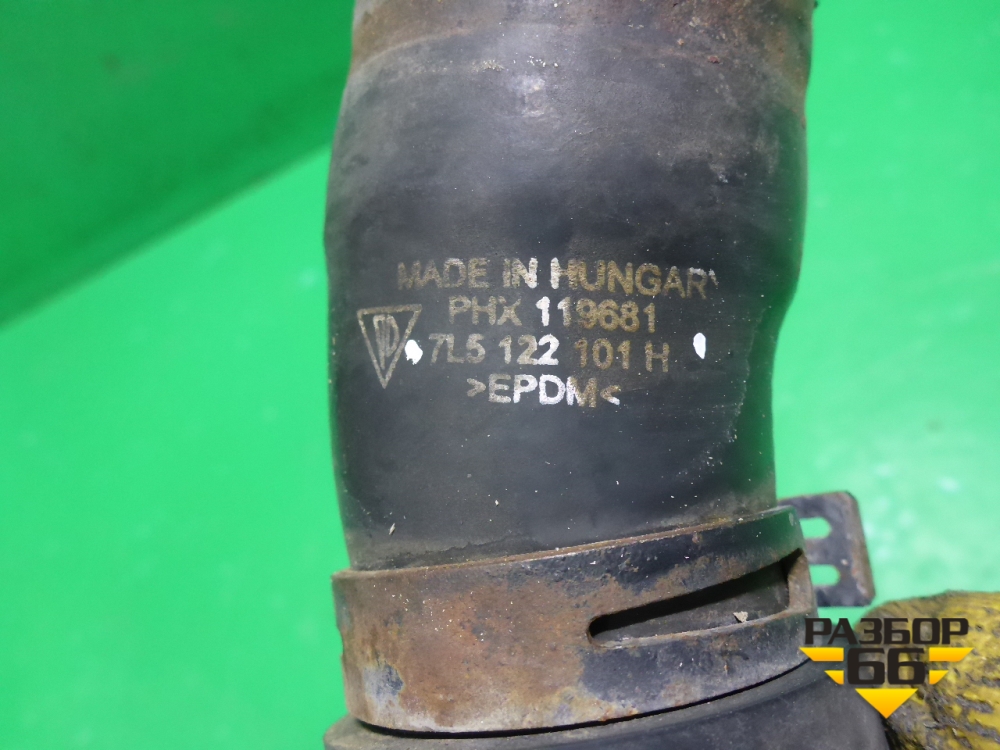 MADE IN HUNGARY
PHX 119681
7L5 122 101 H
>EPDM<
РАЗБОР
66